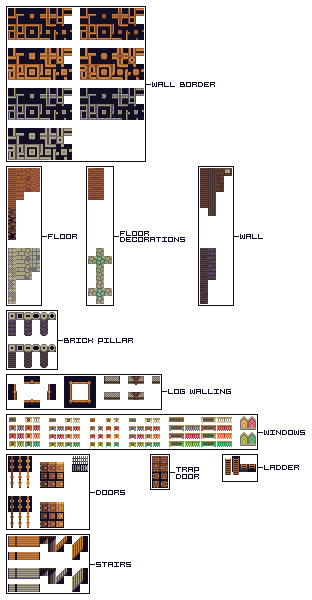 WALL BORDER
FLOOR
FLOOR
DECORATIONS
WALL
BRICK PILLAR
LOG WALLING
WINDOWS
DOORS
TRAP
DOOR
LADDER
STAIRS